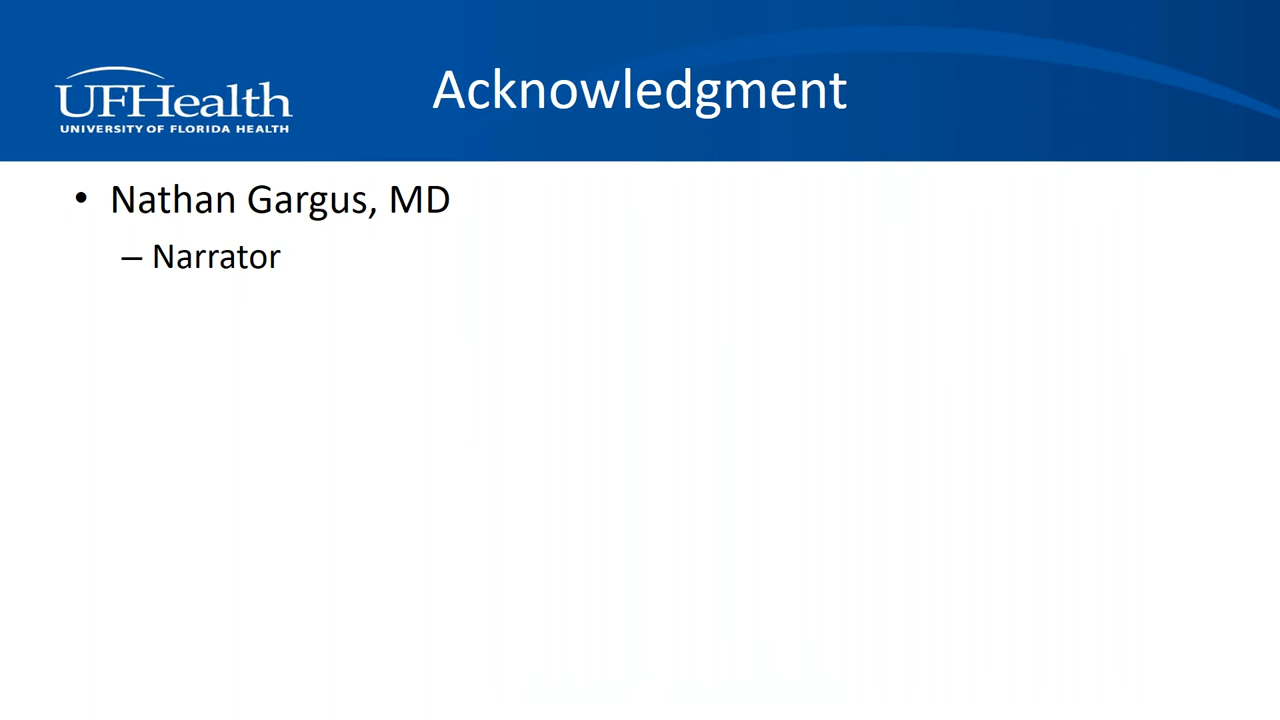 UFHealth
UNIVERSITY OF FLORIDA HEALTH
Acknowledgment
• Nathan Gargus, MD
– Narrator